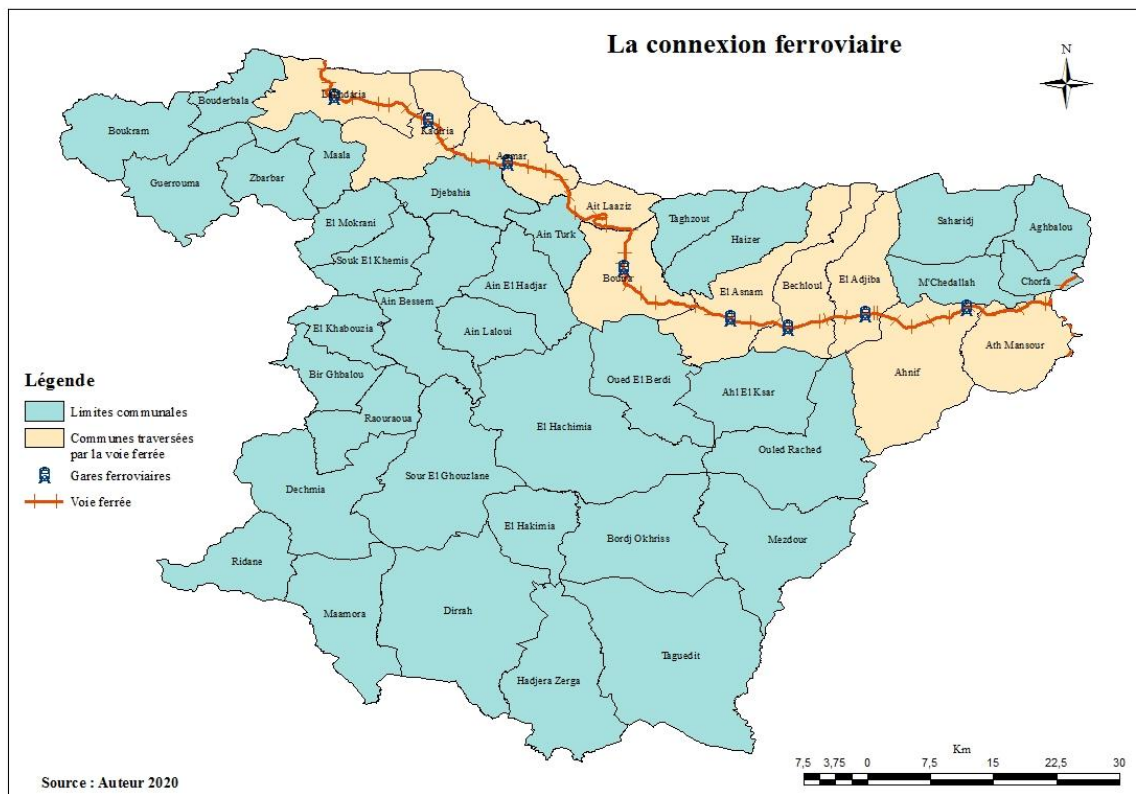 La connexion ferroviaire
N
Bouderbala
Boukram
Guerrouma
Zbarbar
Maala
Kadiria
Aomar
Djebahia
Ait Laaziz
El Mokrani
Souk El Khemis
Ain Turk
Taghzout
Haizer
Saharidj
Aghbalou
M'Chedallah
Chorfa
Bouira
El Asnam
Bechloul
El Adjiba
Ain El Hadjar
Ain Bessem
Ain Laloui
El Khabouzia
Bir Ghbalou
Raouraoua
Oued El Berdi
Ahl El Ksar
Ahnif
Ath Mansour
El Hachimia
Ouled Rached
Dechmia
Sour El Ghouzlane
El Hakimia
Bordj Okhriss
Mezdour
Ridane
Maamora
Dirrah
Hadjera Zerga
Taguedit
Légende
Limites communales
Communes traversées
par la voie ferrée
Gares ferroviaires
Voie ferrée
Km
7,5 3,75 0 7,5 15 22,5 30
Source : Auteur 2020